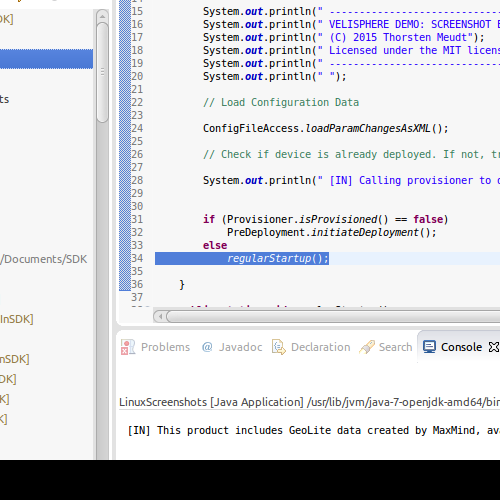 DK]
ts
/Documents/SDK
InSDK]
nSDK]
DK]
K]
K]
15 System.out.println(" -----------------------------
16 System.out.println(" VELISPHERE DEMO: SCREENSHOT E
17 System.out.println(" (C) 2015 Thorsten Meudt");
18 System.out.println(" Licensed under the MIT licens
19 System.out.println(" -----------------------------
20 System.out.println(" ");
21
22 // Load Configuration Data
23
24 ConfigFileAccess.loadParamChangesAsXML();
25
26 // Check if device is already deployed. If not, tr
27
28 System.out.println(" [IN] Calling provisioner to
29
30
31 if (Provisioner.isProvisioned() == false)
32 PreDeployment.initiateDeployment();
33 else
34 regularStartup();
35
36 }
37
Problems @ Javadoc Declaration Search Console
LinuxScreenshots [Java Application] /usr/lib/jvm/java-7-openjdk-amd64/bin
[IN] This product includes GeoLite data created by MaxMind, ava